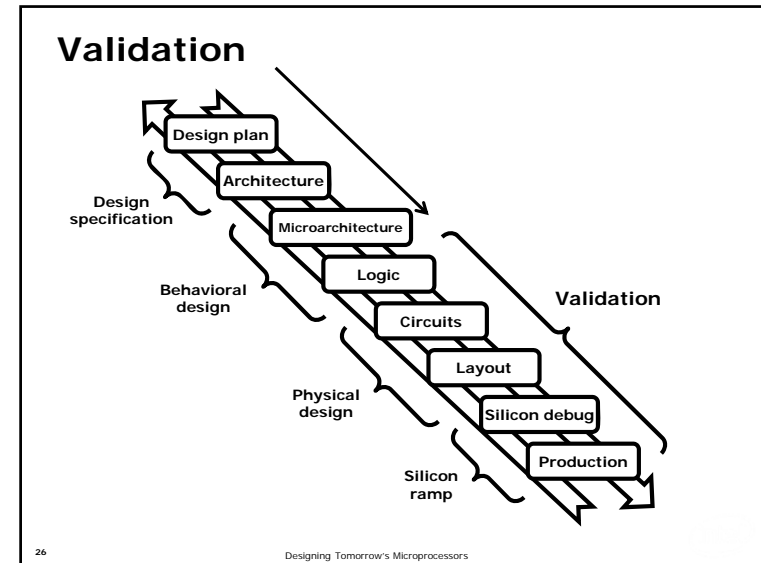 Validation
Design plan
Architecture
Design
specification
Microarchitecture
Logic
Behavioral
design
Validation
Circuits
Layout
Physical
design
Silicon debug
Production
Silicon
ramp
26
Designing Tomorrow's Microprocessors